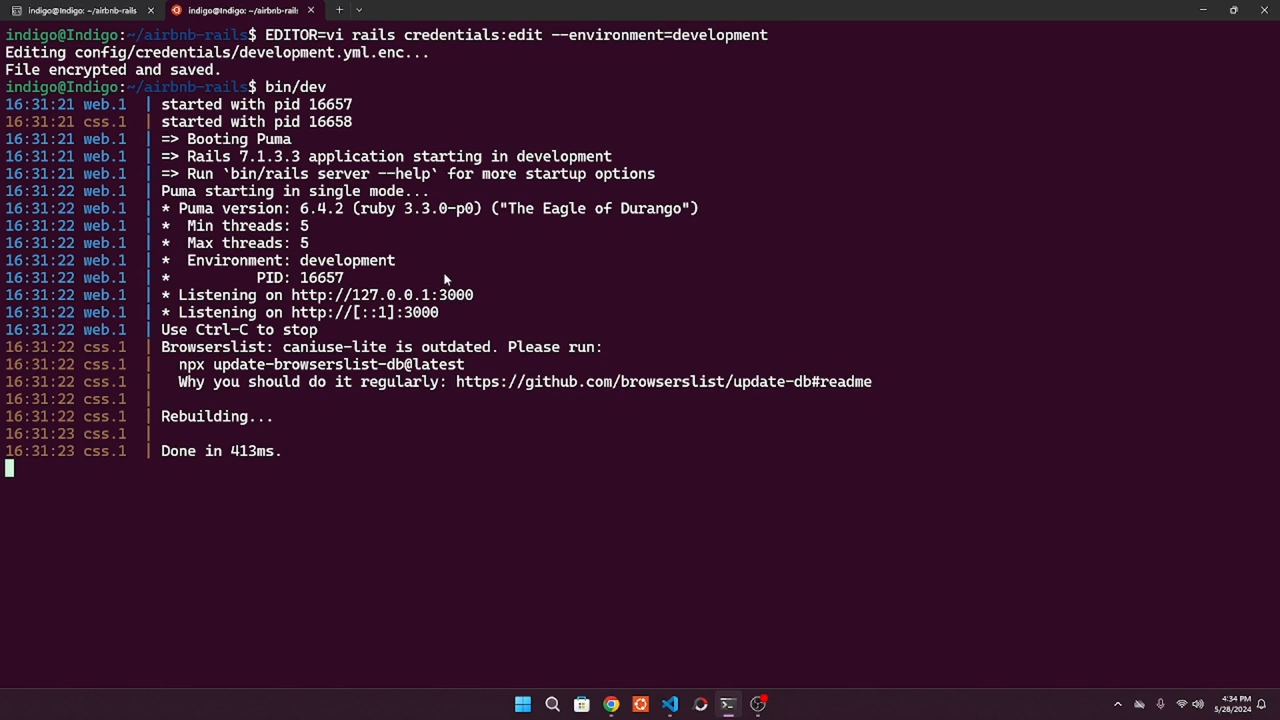 indigo@Indigo: ~/airbnb-rails
indigo@Indigo: ~/airbnb-rails
indigo@Indigo:~/airbnb-rails$ EDITOR=vi rails credentials:edit --environment=development
Editing config/credentials/development.yml.enc...
File encrypted and saved.
indigo@Indigo:~/airbnb-rails$ bin/dev
16:31:21 web.1  | started with pid 16657
16:31:21 css.1  | started with pid 16658
16:31:21 web.1  | => Booting Puma
16:31:21 web.1  | => Rails 7.1.3.3 application starting in development
16:31:21 web.1  | => Run `bin/rails server --help` for more startup options
16:31:22 web.1  | Puma starting in single mode...
16:31:22 web.1  | * Puma version: 6.4.2 (ruby 3.3.0-p0) ("The Eagle of Durango")
16:31:22 web.1  | *  Min threads: 5
16:31:22 web.1  | *  Max threads: 5
16:31:22 web.1  | *  Environment: development
16:31:22 web.1  | *          PID: 16657
16:31:22 web.1  | * Listening on http://127.0.0.1:3000
16:31:22 web.1  | * Listening on http://[::1]:3000
16:31:22 web.1  | Use Ctrl-C to stop
16:31:22 css.1  | Browserslist: caniuse-lite is outdated. Please run:
16:31:22 css.1  |   npx update-browserslist-db@latest
16:31:22 css.1  |   Why you should do it regularly: https://github.com/browserslist/update-db#readme
16:31:22 css.1  |
16:31:22 css.1  | Rebuilding...
16:31:23 css.1  |
16:31:23 css.1  | Done in 413ms.
4:34 PM
5/28/2024